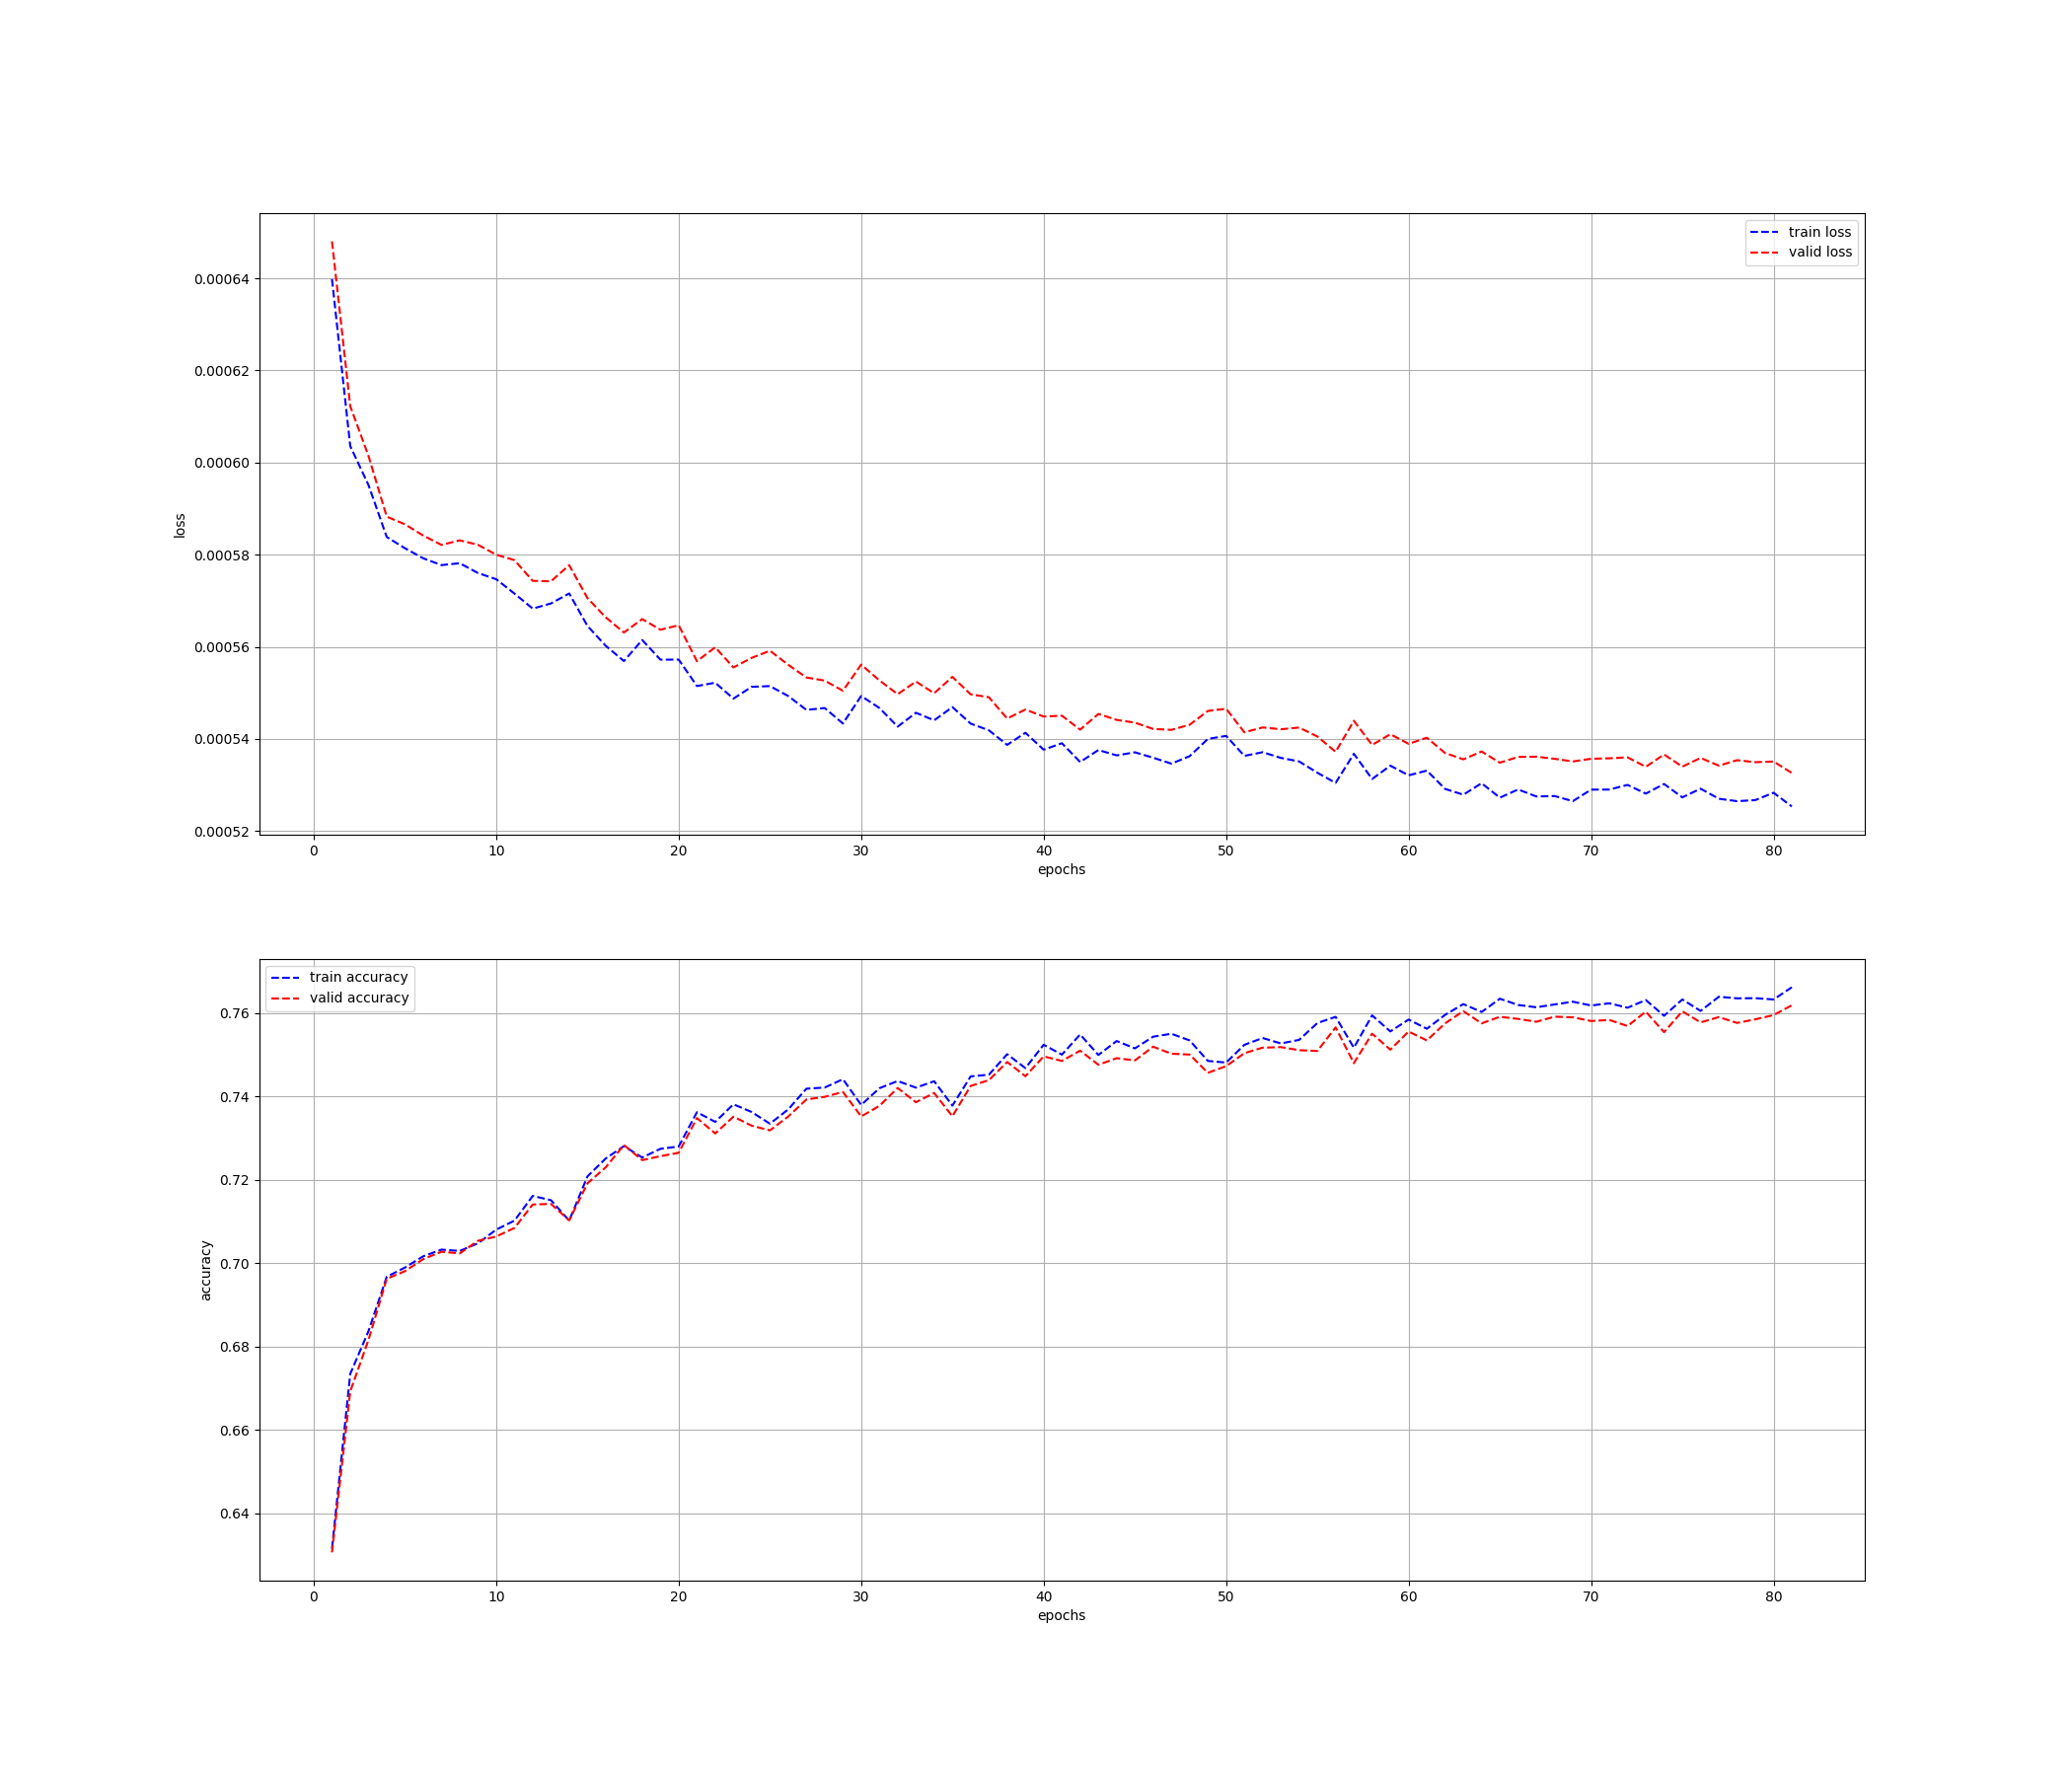 train loss
valid loss
0.00064
0.00062
0.00060
0.00058
0.00056
0.00054
0.00052
loss
0 10 20 30 40 50 60 70 80
epochs
train accuracy
valid accuracy
0.76
0.74
0.72
0.70
0.68
0.66
0.64
accuracy
0 10 20 30 40 50 60 70 80
epochs